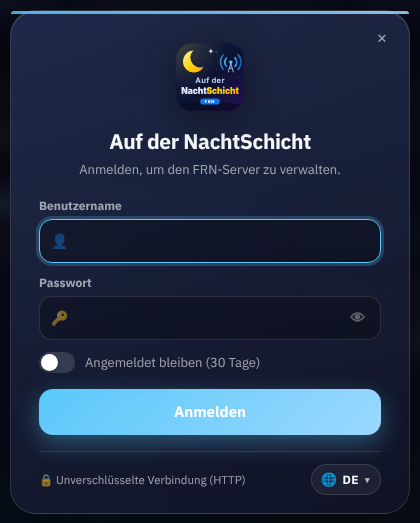 Auf der
NachtSchicht
FRN
Auf der NachtSchicht
Anmelden, um den FRN-Server zu verwalten.
Benutzername
Passwort
Angemeldet bleiben (30 Tage)
Anmelden
Unverschlüsselte Verbindung (HTTP)
DE